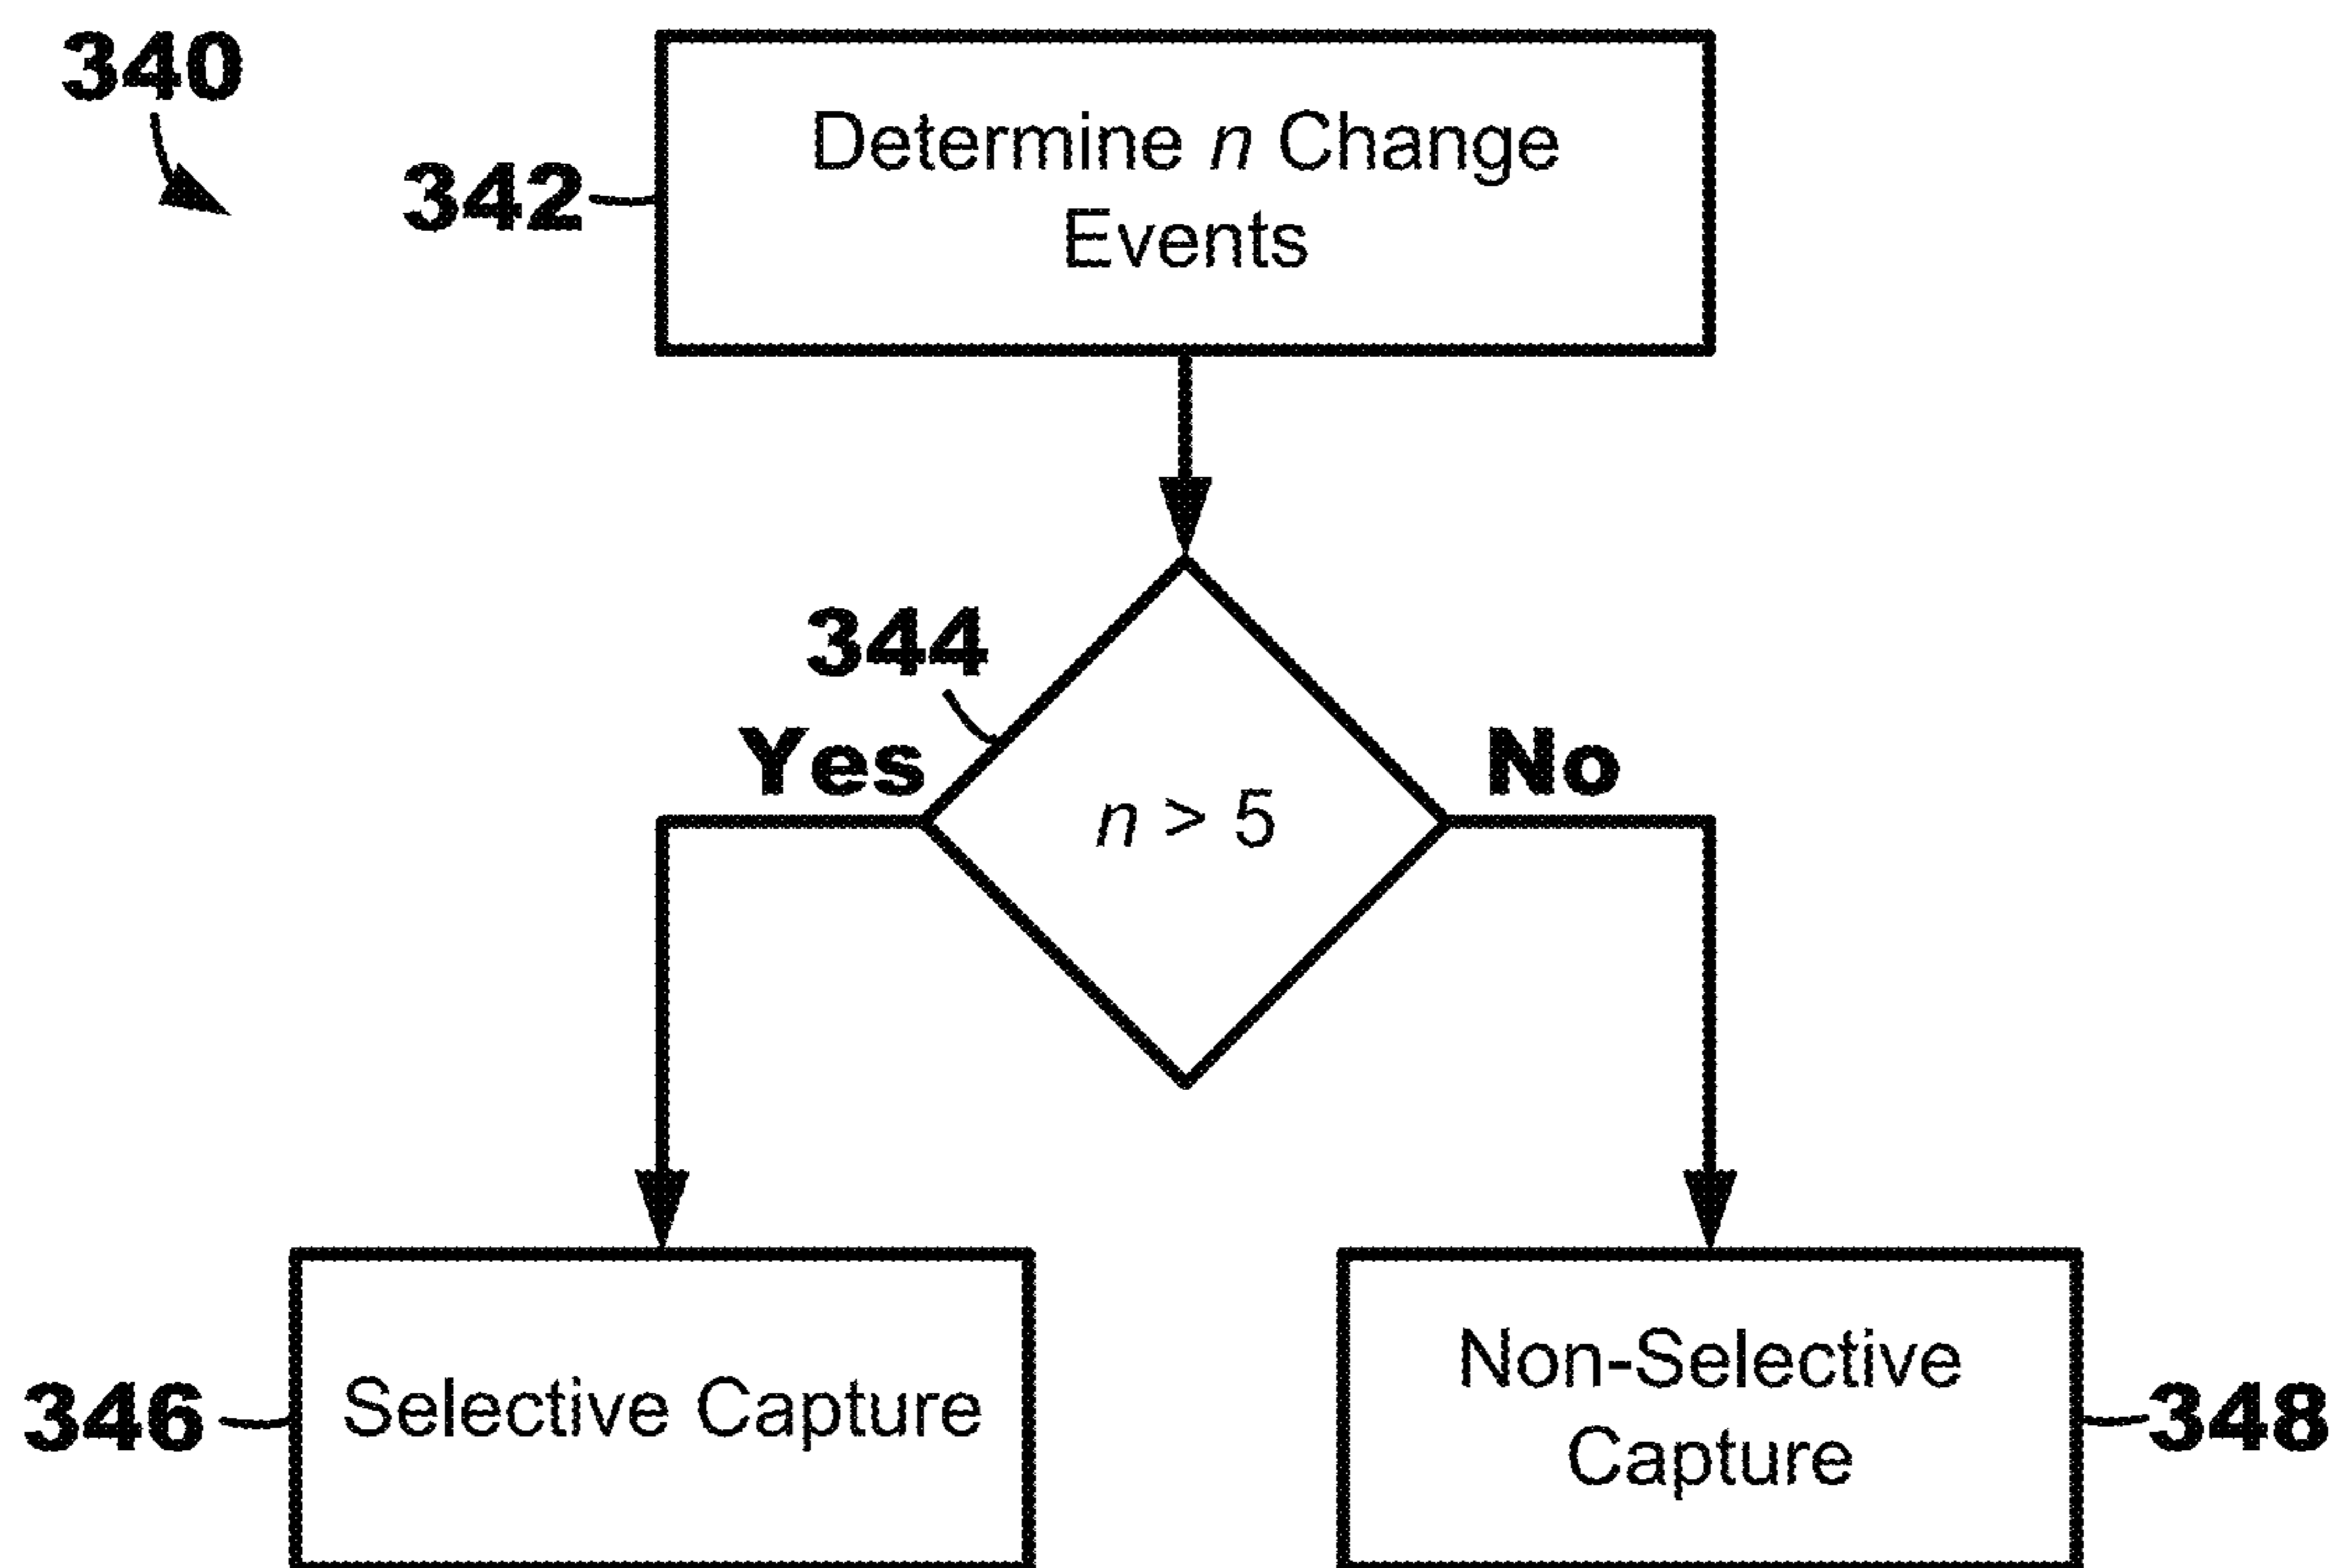 340
342
Determine n Change
Events
344
Yes
No
n > 5
346
Selective Capture
Non-Selective
Capture
348